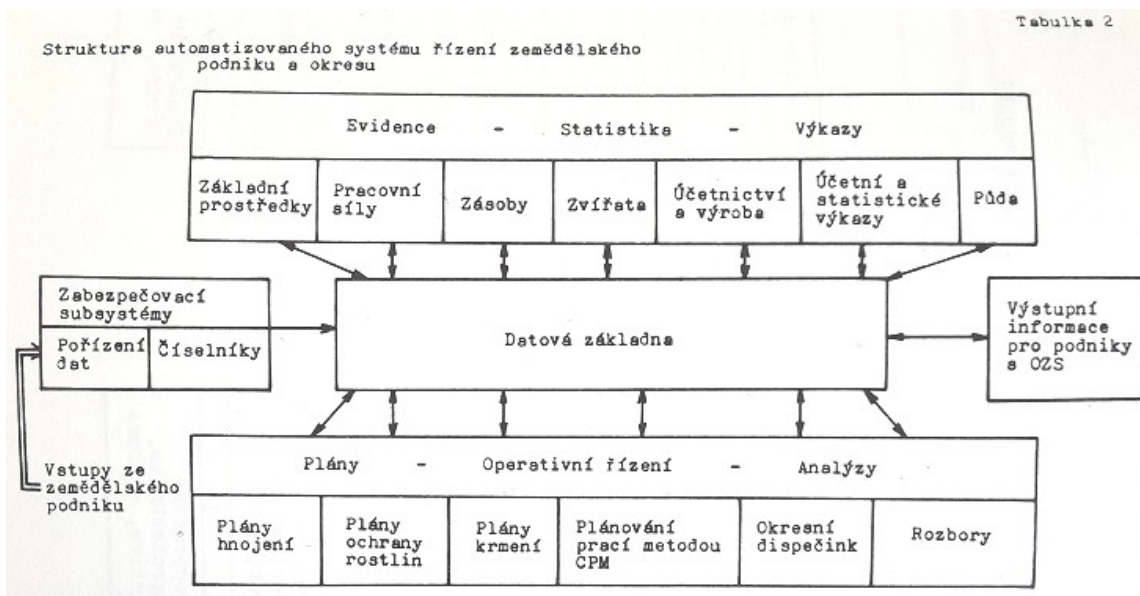 Tabulka 2
Struktura automatizovaného systému řízení zemědělského
podniku a okresu
Evidence - Statistika - Výkazy
Základní
prostředky
Pracovní
síly
Zásoby
Zvířata
Účetnictví
a výroba
Účetní a
statistické
výkazy
Půda
Zabezpečovací
subsystémy
Pořízení
dat
Číselníky
Datová základna
Výstupní
informace
pro podniky
a OZS
Vstupy ze
zemědělského
podniku
Plány - Operativní řízení - Analýzy
Plány
hnojení
Plány
ochrany
rostlin
Plány
krmení
Plánování
prací metodou
CPM
Okresní
dispečink
Rozbory